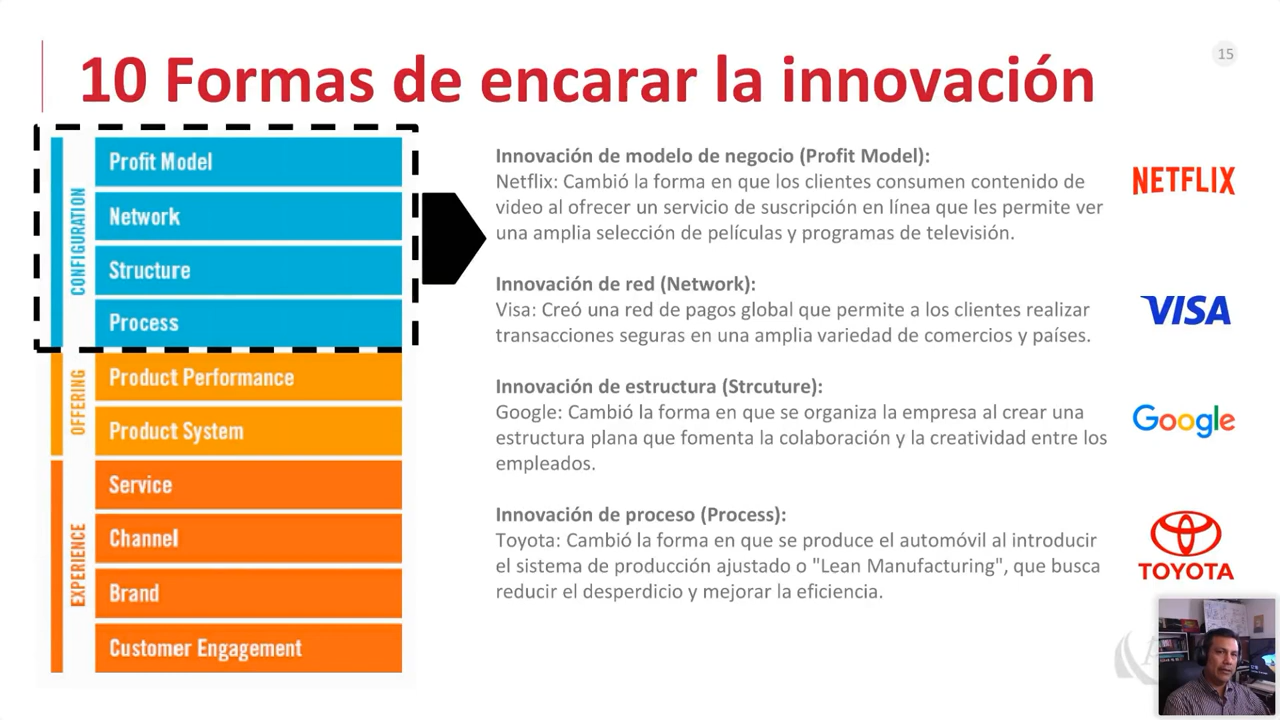 10 Formas de encarar la innovación
15
CONFIGURATION
Profit Model
Network
Structure
Process
OFFERING
Product Performance
Product System
EXPERIENCE
Service
Channel
Brand
Customer Engagement
Innovación de modelo de negocio (Profit Model):
Netflix: Cambió la forma en que los clientes consumen contenido de
video al ofrecer un servicio de suscripción en línea que les permite ver
una amplia selección de películas y programas de televisión.
NETFLIX
Innovación de red (Network):
Visa: Creó una red de pagos global que permite a los clientes realizar
transacciones seguras en una amplia variedad de comercios y países.
VISA
Innovación de estructura (Strcuture):
Google: Cambió la forma en que se organiza la empresa al crear una
estructura plana que fomenta la colaboración y la creatividad entre los
empleados.
Google
Innovación de proceso (Process):
Toyota: Cambió la forma en que se produce el automóvil al introducir
el sistema de producción ajustado o "Lean Manufacturing", que busca
reducir el desperdicio y mejorar la eficiencia.
TOYOTA